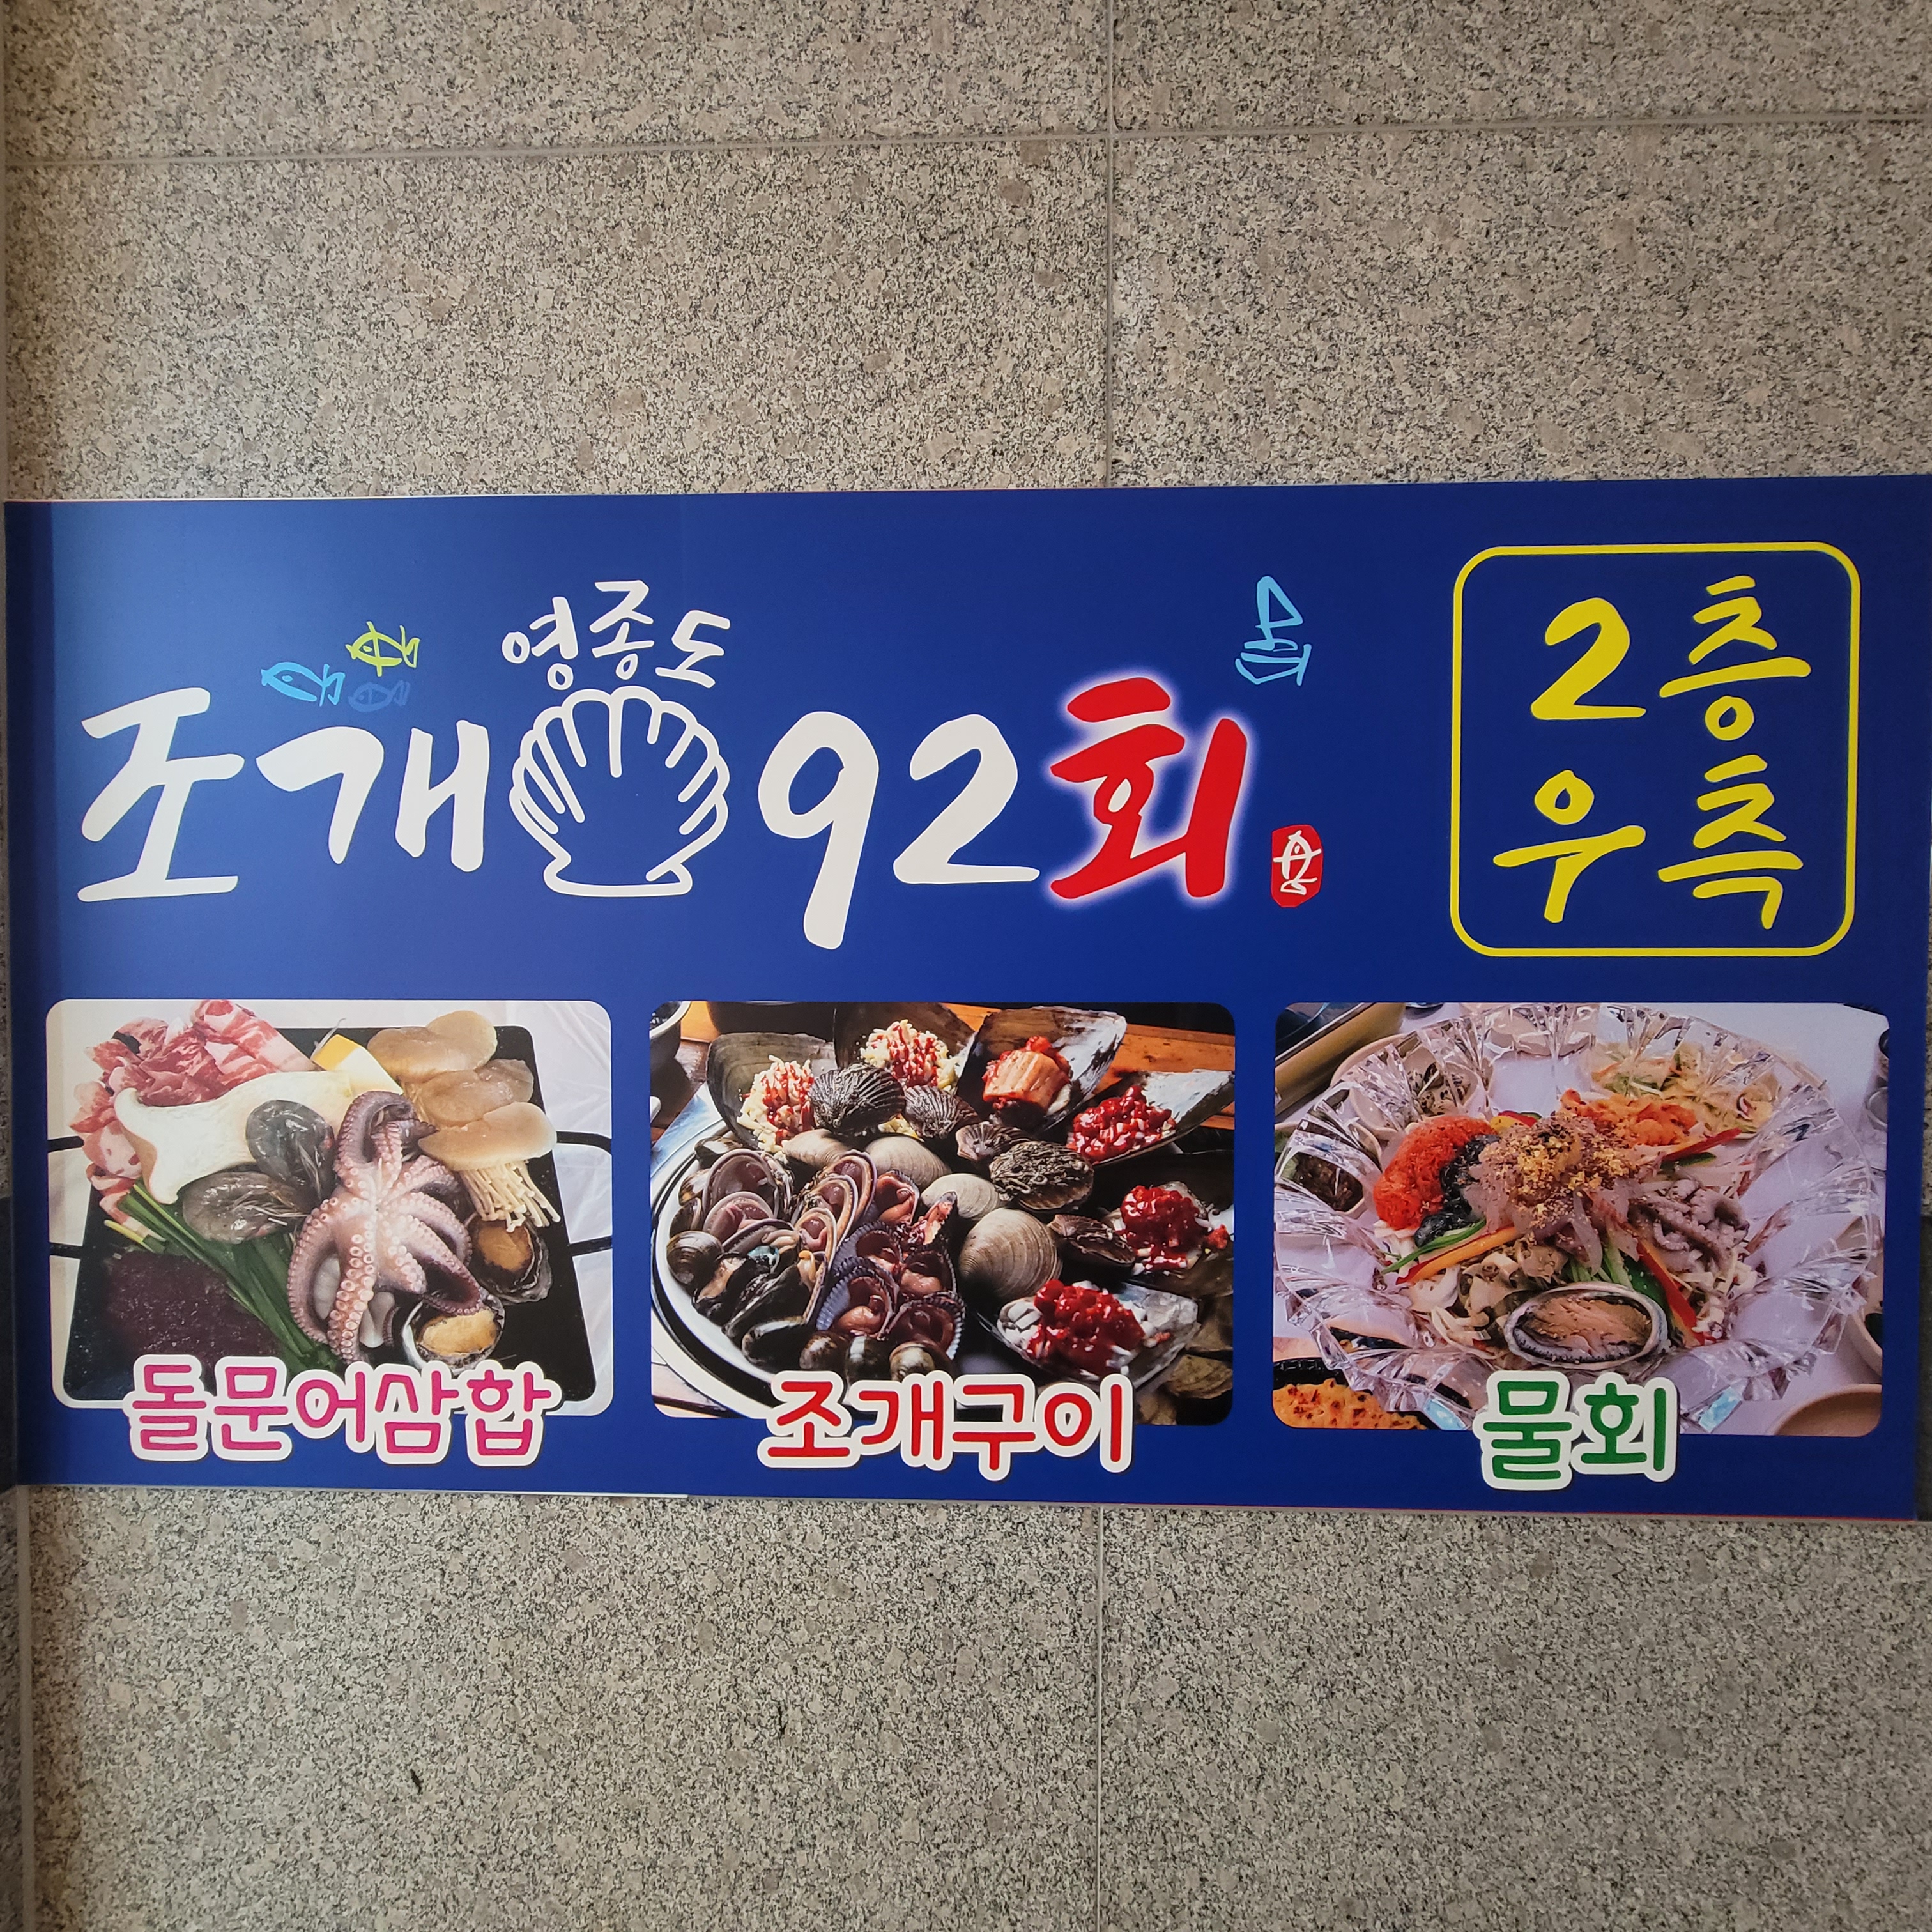 영종도
조개 92회
2층
우측
돌문어삼합
조개구이
물회